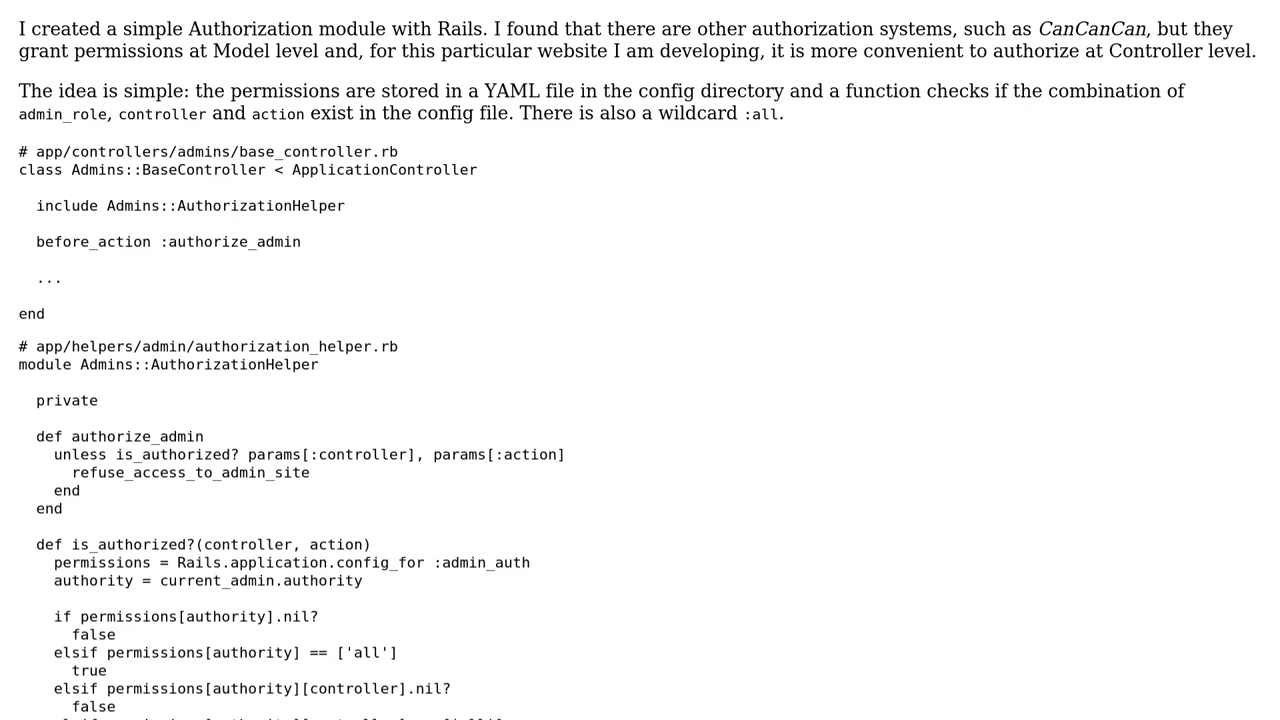 I created a simple Authorization module with Rails. I found that there are other authorization systems, such as CanCanCan, but they
grant permissions at Model level and, for this particular website I am developing, it is more convenient to authorize at Controller level.
The idea is simple: the permissions are stored in a YAML file in the config directory and a function checks if the combination of
admin_role, controller and action exist in the config file. There is also a wildcard :all.
# app/controllers/admins/base_controller.rb
class Admins::BaseController < ApplicationController
  include Admins::AuthorizationHelper
  before_action :authorize_admin
  ...
end
# app/helpers/admin/authorization_helper.rb
module Admins::AuthorizationHelper
  private
  def authorize_admin
    unless is_authorized? params[:controller], params[:action]
      refuse_access_to_admin_site
    end
  end
  def is_authorized?(controller, action)
    permissions = Rails.application.config_for :admin_auth
    authority = current_admin.authority
    if permissions[authority].nil?
      false
    elsif permissions[authority] == ['all']
      true
    elsif permissions[authority][controller].nil?
      false